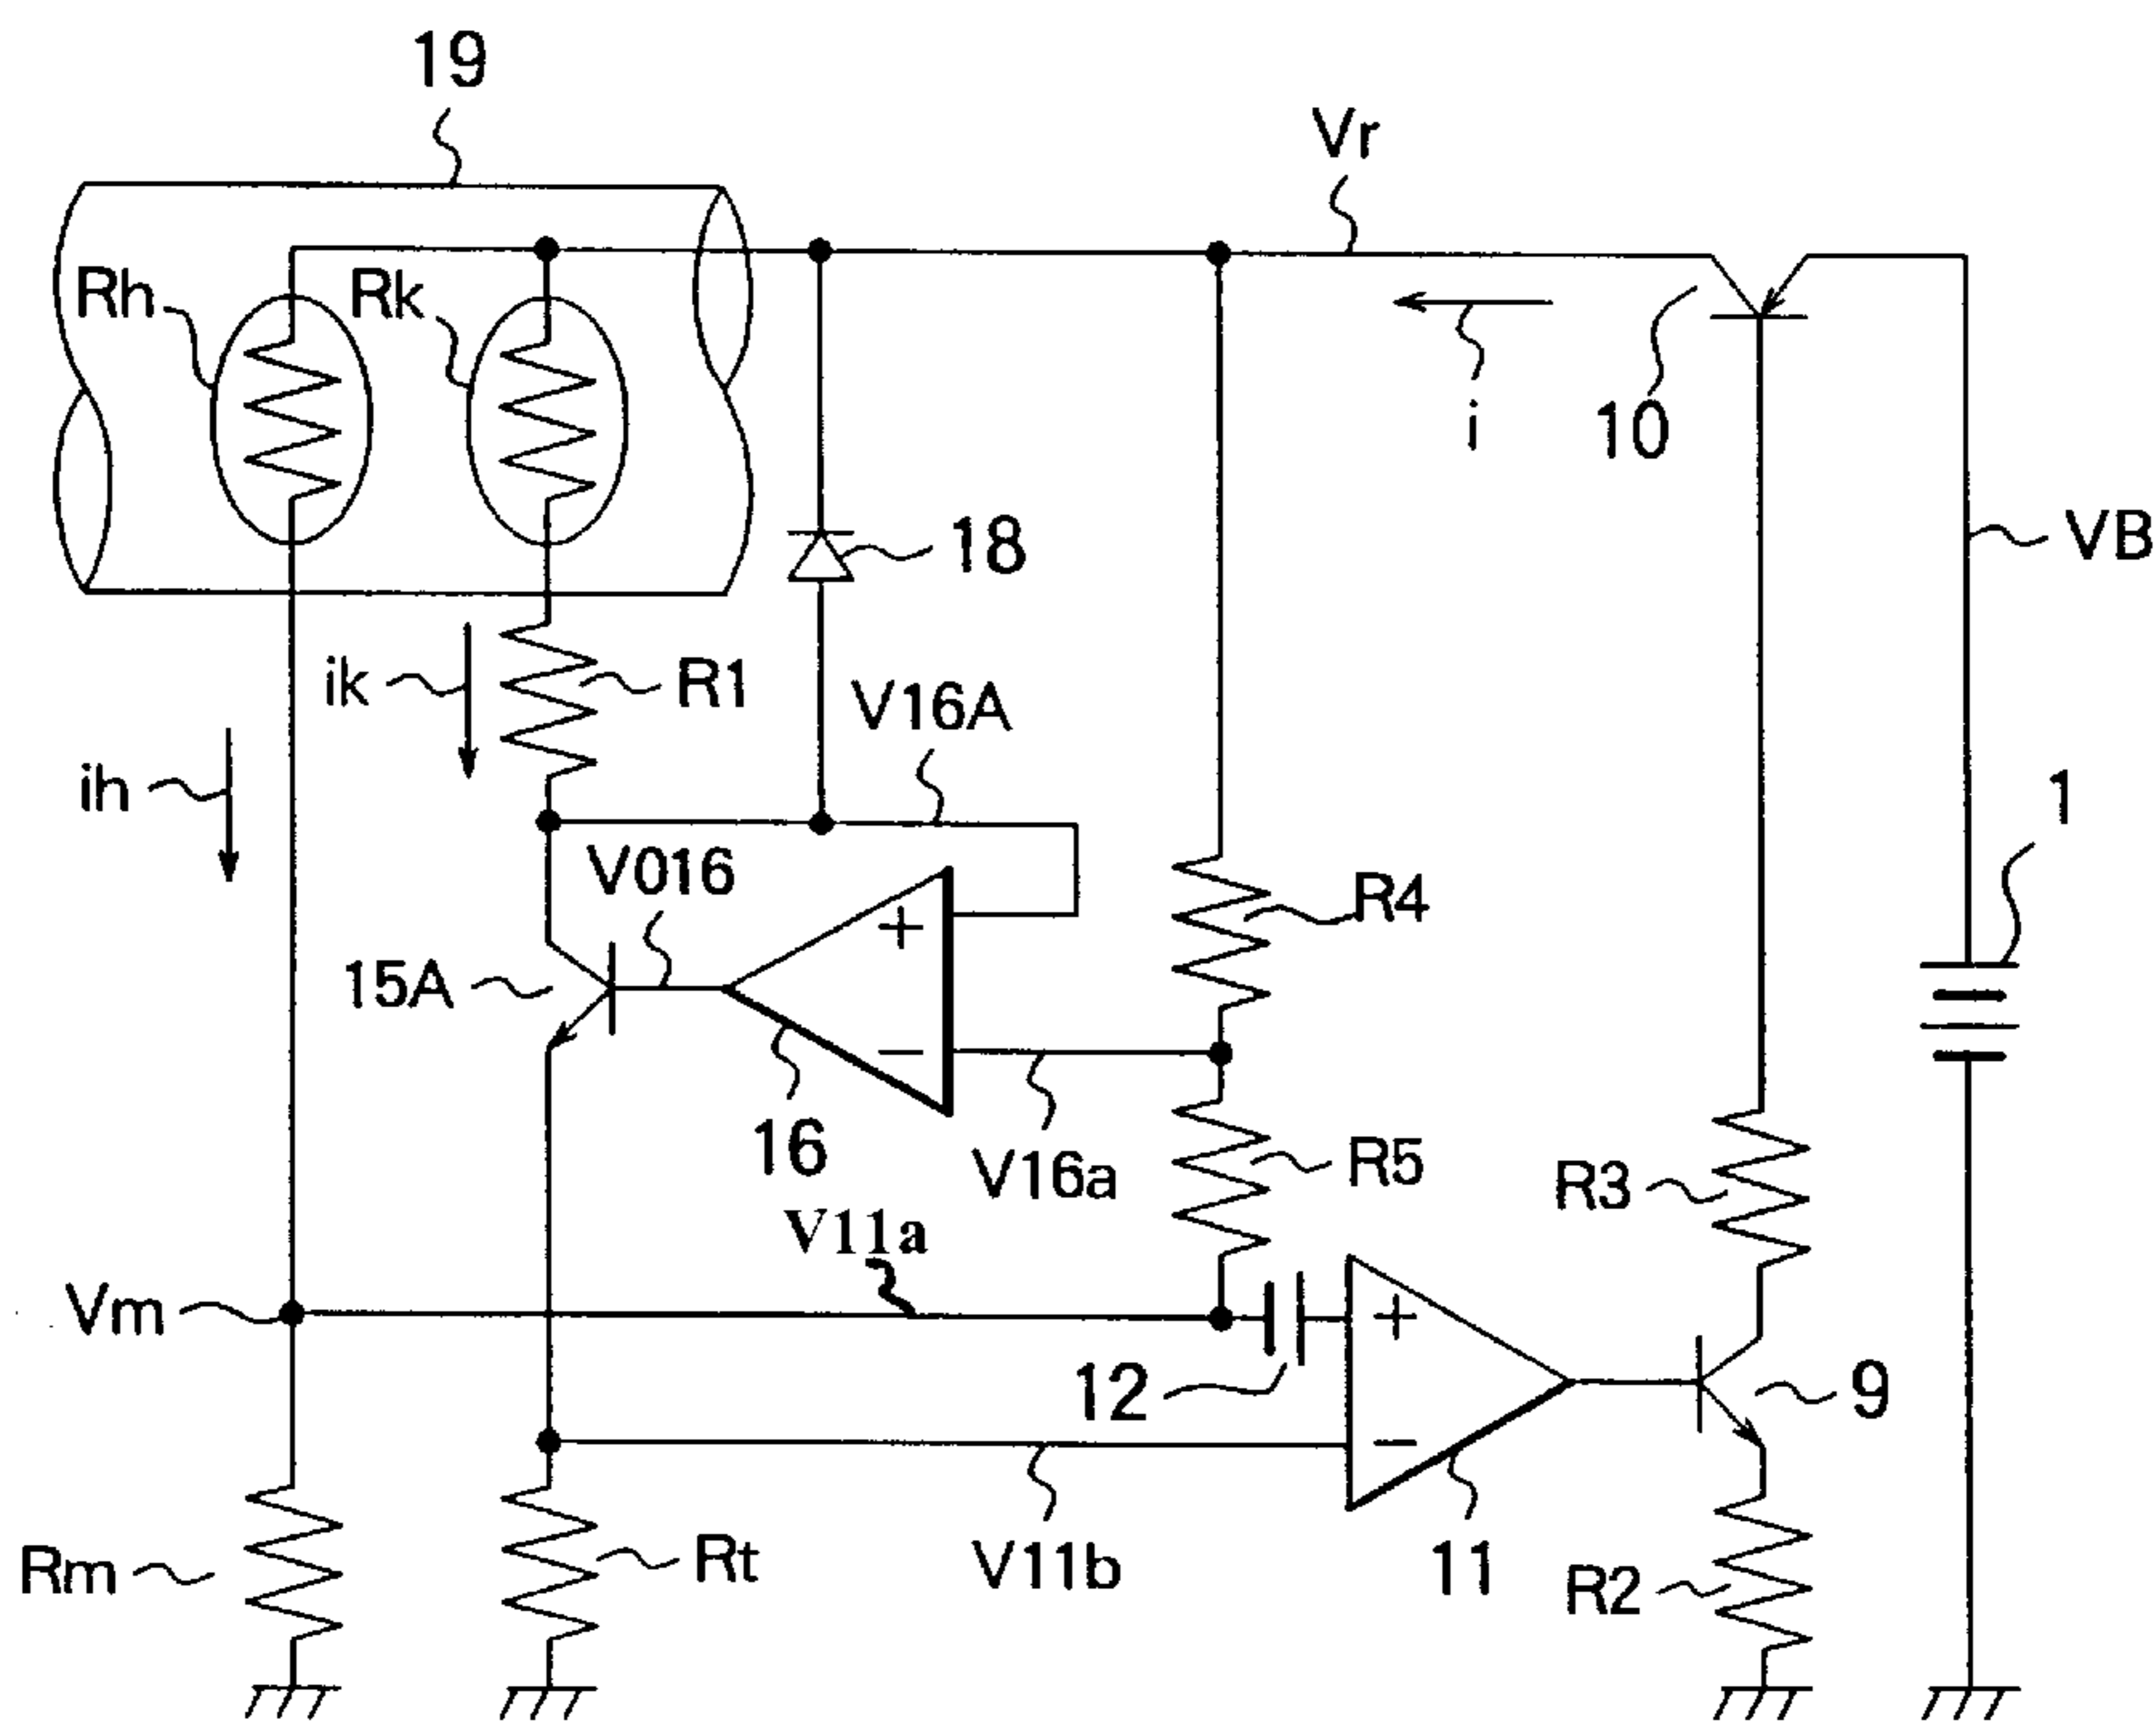 19
Vr
Rh
Rk
i
10
18
VB
ik
R1
V16A
ih
1
V016
+
R4
15A
−
16
V16a
R5
R3
V11a
Vm
12
+
9
−
Rm
Rt
V11b
11
R2